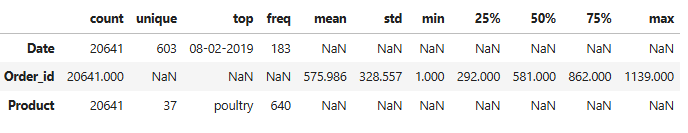 count unique top freq mean std min 25% 50% 75% max
Date 20641 603 08-02-2019 183 NaN NaN NaN NaN NaN NaN NaN
Order_id 20641.000 NaN NaN NaN 575.986 328.557 1.000 292.000 581.000 862.000 1139.000
Product 20641 37 poultry 640 NaN NaN NaN NaN NaN NaN NaN